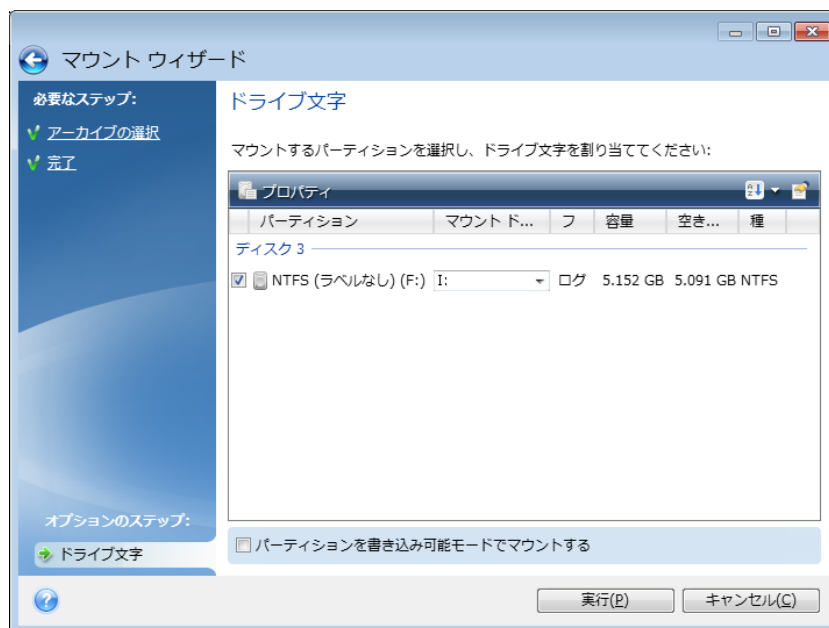 マウント ウィザード
必要なステップ:
アーカイブの選択
完了
オプションのステップ:
ドライブ文字
ドライブ文字
マウントするパーティションを選択し、ドライブ文字を割り当ててください:
プロパティ
パーティション マウント ド... フ 容量 空き... 種
ディスク 3
NTFS (ラベルなし) (F:) I: ログ 5.152 GB 5.091 GB NTFS
パーティションを書き込み可能モードでマウントする
実行(P) キャンセル(C)